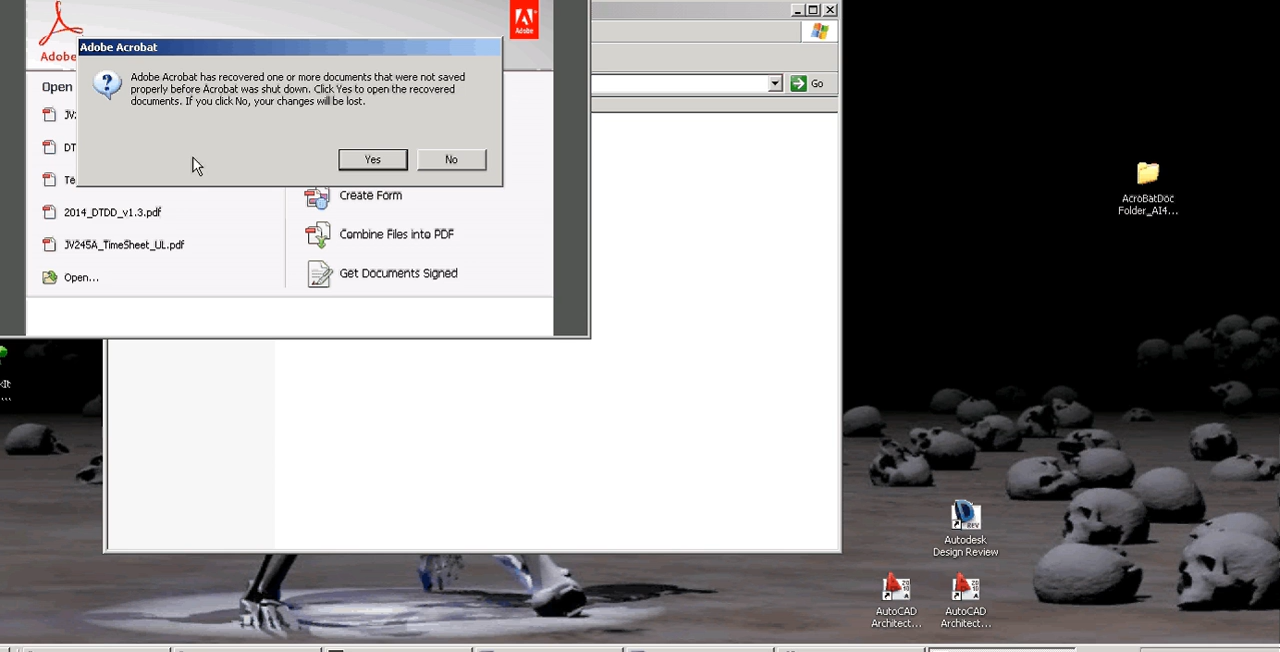 Adobe
Adobe
Adobe Acrobat
Adobe Acrobat has recovered one or more documents that were not saved
properly before Acrobat was shut down. Click Yes to open the recovered
documents. If you click No, your changes will be lost.
Yes
No
Open
JV2
DT
Te
2014_DTDD_v1.3.pdf
JV245A_TimeSheet_UL.pdf
Open...
Create Form
Combine Files into PDF
Get Documents Signed
Go
AcroBatDoc
Folder_AI4...
Autodesk
Design Review
AutoCAD
Architect...
AutoCAD
Architect...